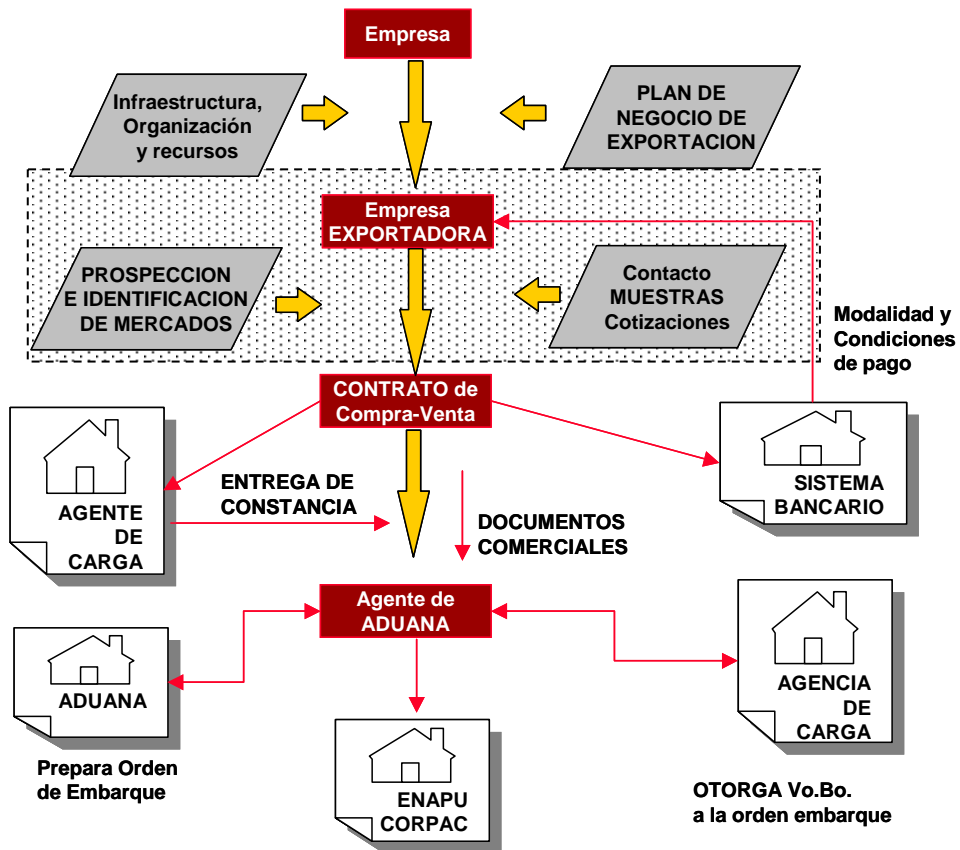 Empresa
Infraestructura,
Organización
y recursos
PLAN DE
NEGOCIO DE
EXPORTACION
Empresa
EXPORTADORA
PROSPECCION
E IDENTIFICACION
DE MERCADOS
Contacto
MUESTRAS
Cotizaciones
Modalidad y
Condiciones
de pago
CONTRATO de
Compra-Venta
AGENTE
DE
CARGA
ENTREGA DE
CONSTANCIA
DOCUMENTOS
COMERCIALES
SISTEMA
BANCARIO
Agente de
ADUANA
ADUANA
AGENCIA
DE
CARGA
Prepara Orden
de Embarque
ENAPU
CORPAC
OTORGA Vo.Bo.
a la orden embarque